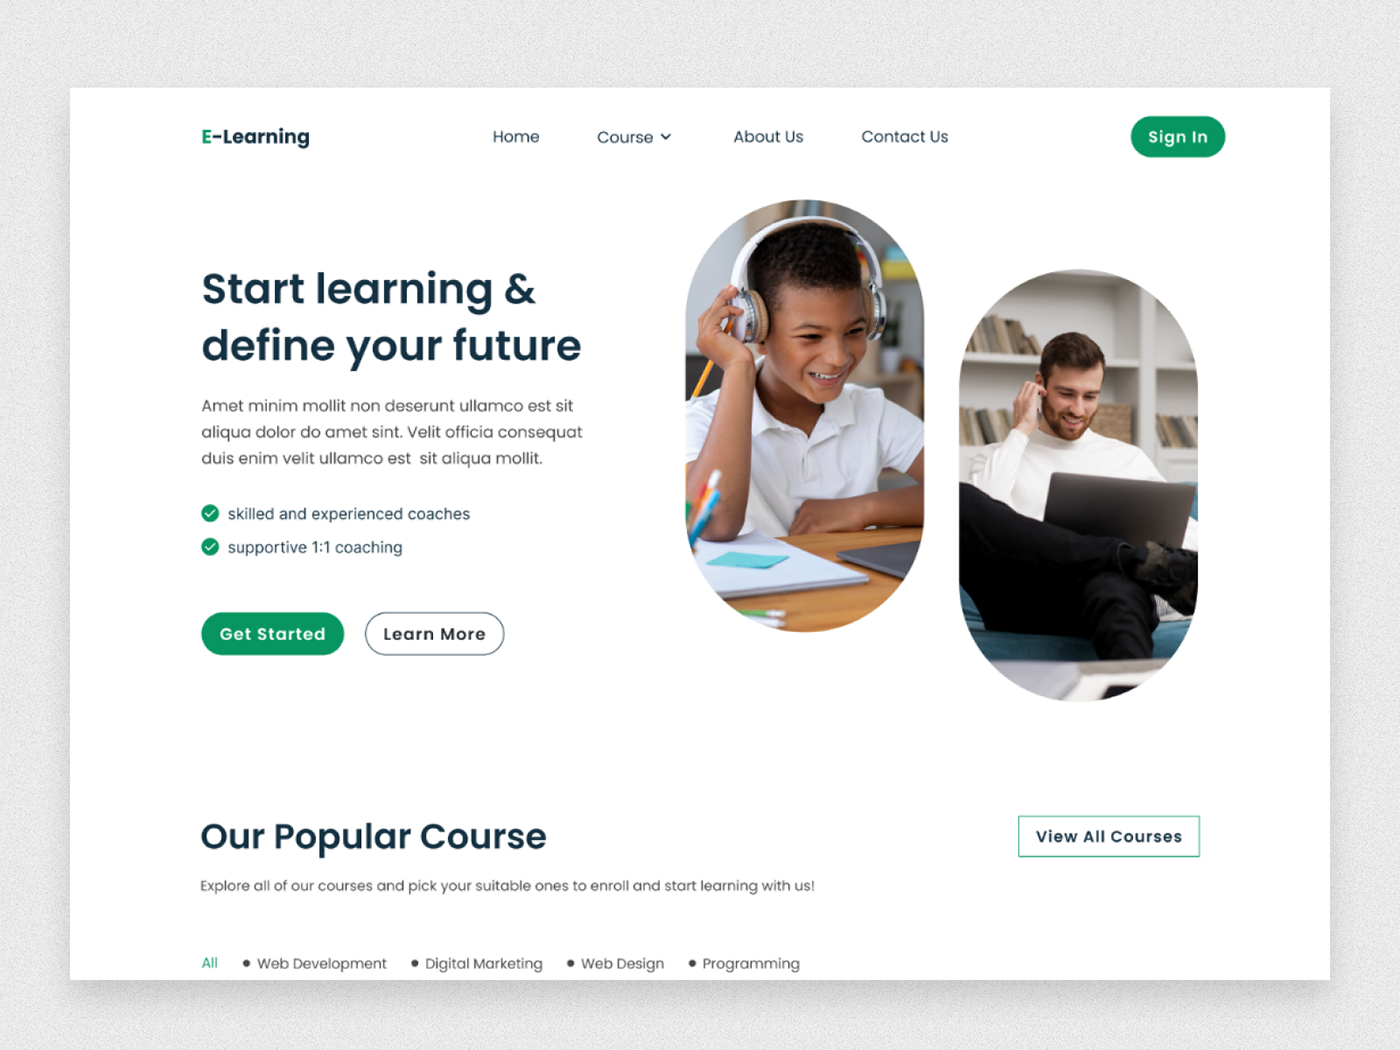 E-Learning
Home
Course
About Us
Contact Us
Sign In
Start learning &
define your future
Amet minim mollit non deserunt ullamco est sit
aliqua dolor do amet sint. Velit officia consequat
duis enim velit ullamco est  sit aliqua mollit.
skilled and experienced coaches
supportive 1:1 coaching
Get Started
Learn More
Our Popular Course
View All Courses
Explore all of our courses and pick your suitable ones to enroll and start learning with us!
All
Web Development
Digital Marketing
Web Design
Programming